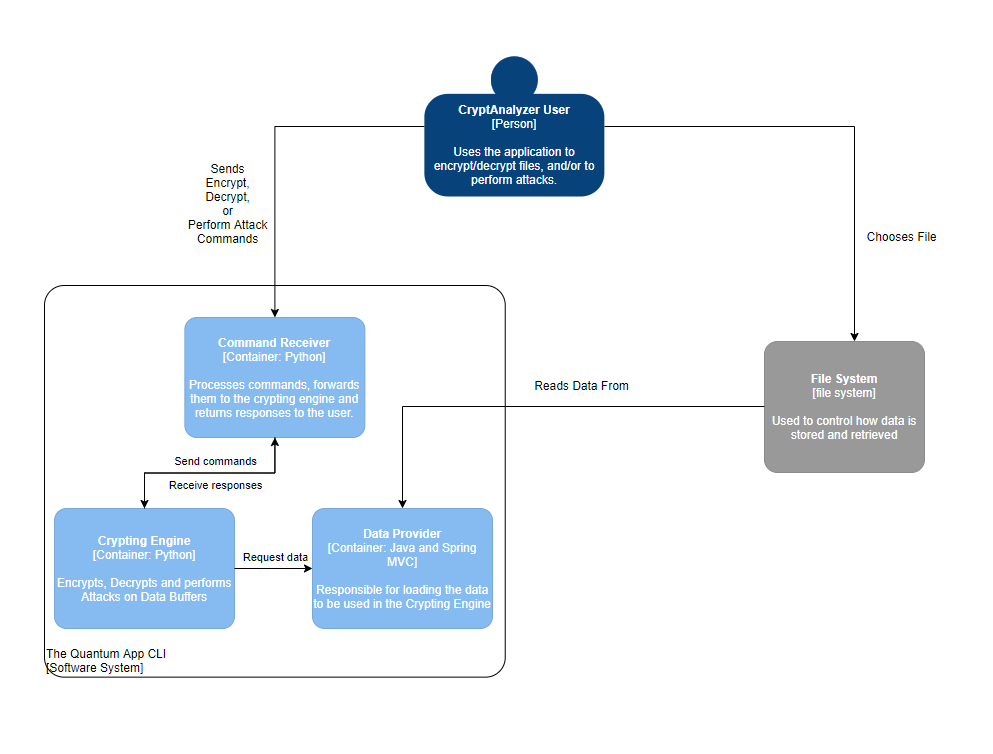 CryptAnalyzer User
[Person]
Uses the application to
encrypt/decrypt files, and/or to
perform attacks.
Sends
Encrypt,
Decrypt,
or
Perform Attack
Commands
Chooses File
Command Receiver
[Container: Python]
Processes commands, forwards
them to the crypting engine and
returns responses to the user.
File System
[file system]
Used to control how data is
stored and retrieved
Reads Data From
Send commands
Receive responses
Crypting Engine
[Container: Python]
Encrypts, Decrypts and performs
Attacks on Data Buffers
Request data
Data Provider
[Container: Java and Spring
MVC]
Responsible for loading the data
to be used in the Crypting Engine
The Quantum App CLI
[Software System]